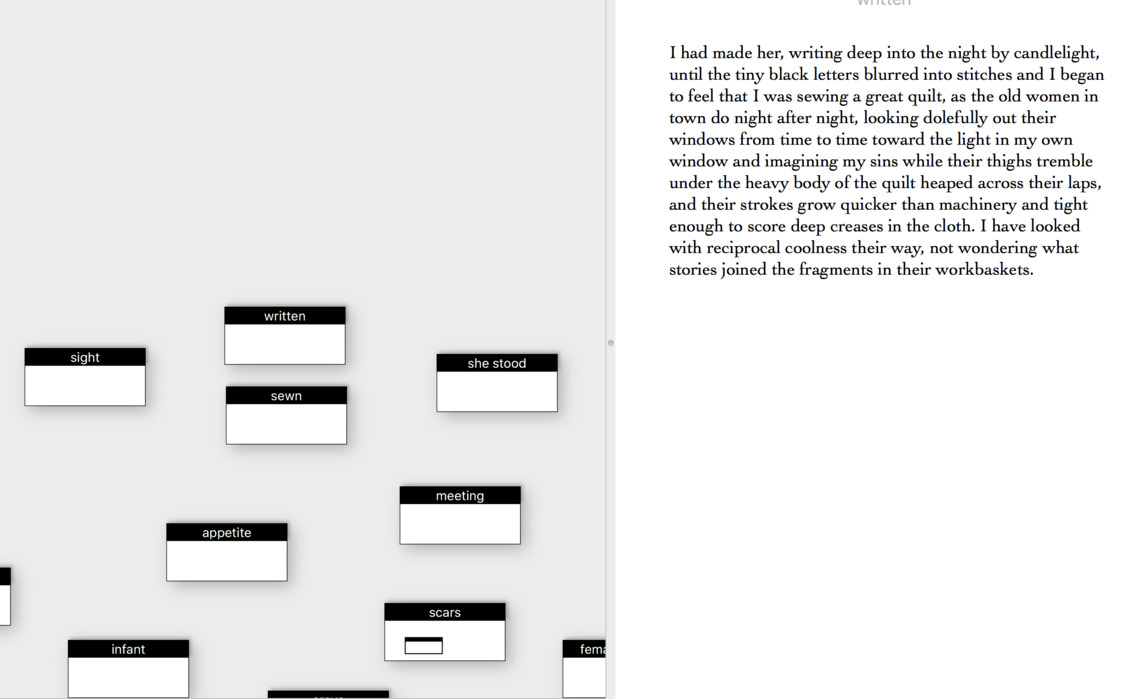 written
I had made her, writing deep into the night by candlelight,
until the tiny black letters blurred into stitches and I began
to feel that I was sewing a great quilt, as the old women in
town do night after night, looking dolefully out their
windows from time to time toward the light in my own
window and imagining my sins while their thighs tremble
under the heavy body of the quilt heaped across their laps,
and their strokes grow quicker than machinery and tight
enough to score deep creases in the cloth. I have looked
with reciprocal coolness their way, not wondering what
stories joined the fragments in their workbaskets.
written
sight
she stood
sewn
meeting
appetite
scars
infant
fema